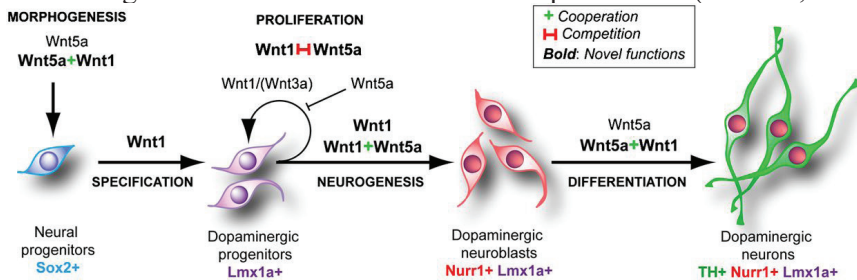 MORPHOGENESIS
Wnt5a
Wnt5a+Wnt1
PROLIFERATION
Wnt1 Wnt5a
Wnt1/(Wnt3a)
Wnt5a
+ Cooperation
Competition
Bold: Novel functions
Wnt1
SPECIFICATION
Wnt1
Wnt1+Wnt5a
NEUROGENESIS
Wnt5a
Wnt5a+Wnt1
DIFFERENTIATION
Neural
progenitors
Sox2+
Dopaminergic
progenitors
Lmx1a+
Dopaminergic
neuroblasts
Nurr1+ Lmx1a+
Dopaminergic
neurons
TH+ Nurr1+ Lmx1a+